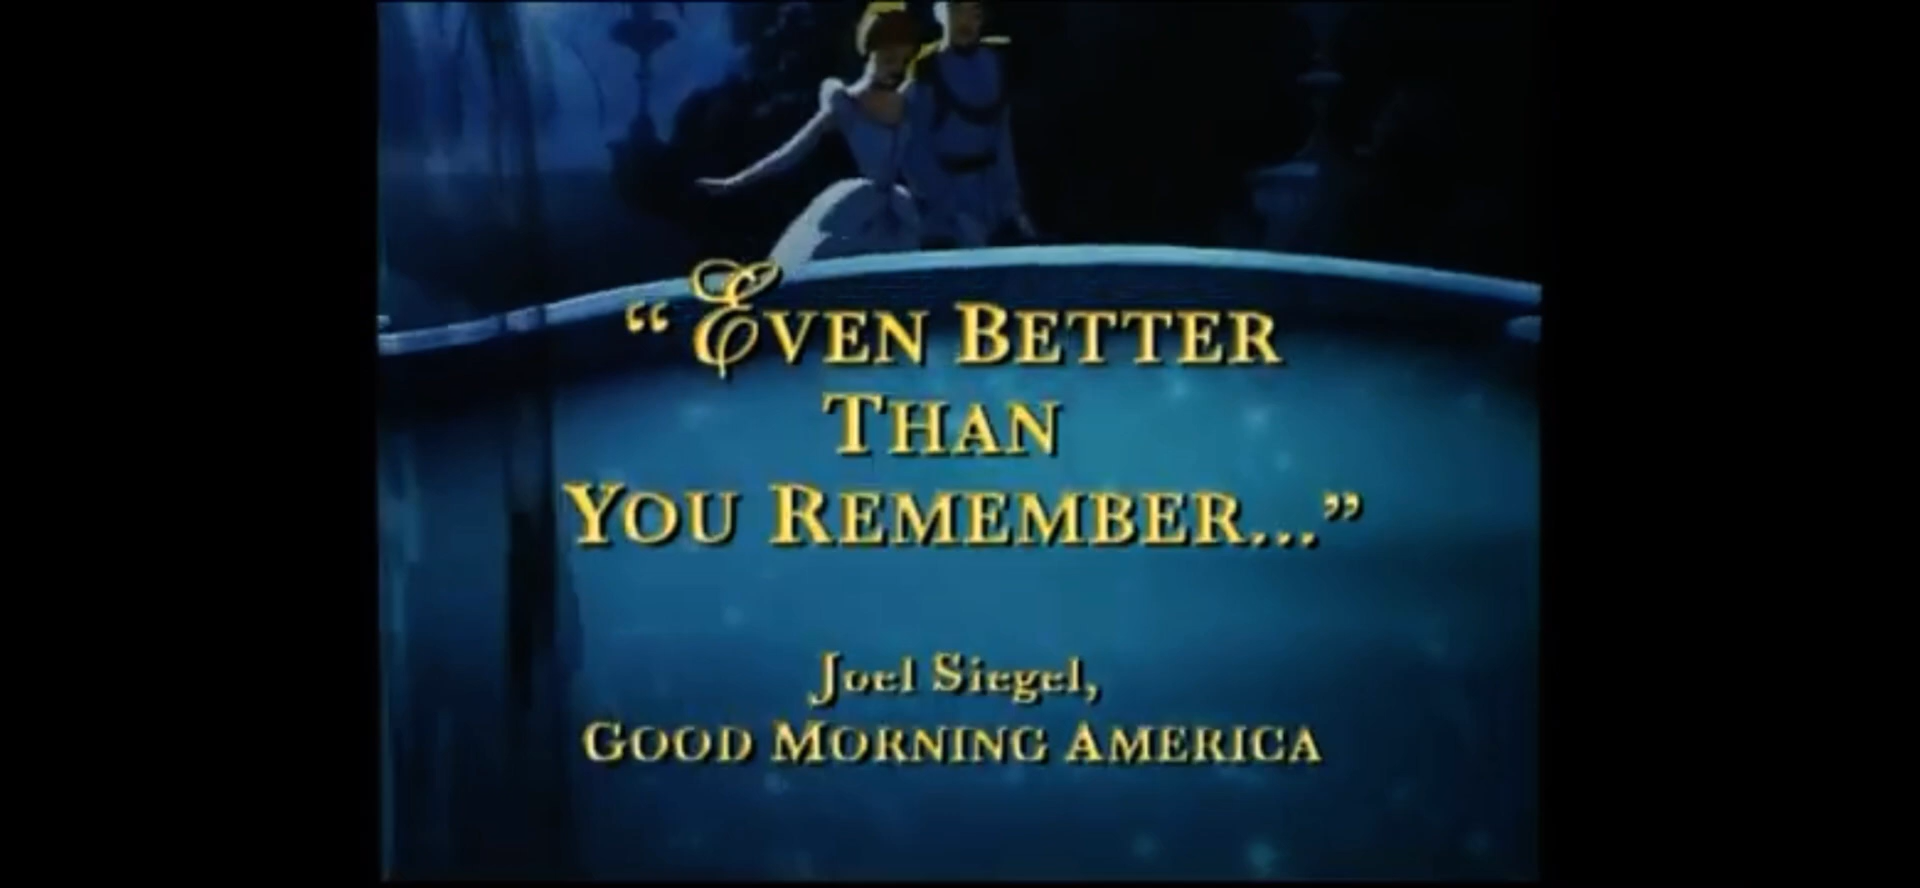 “Even Better
Than
You Remember...”
Joel Siegel,
Good Morning America